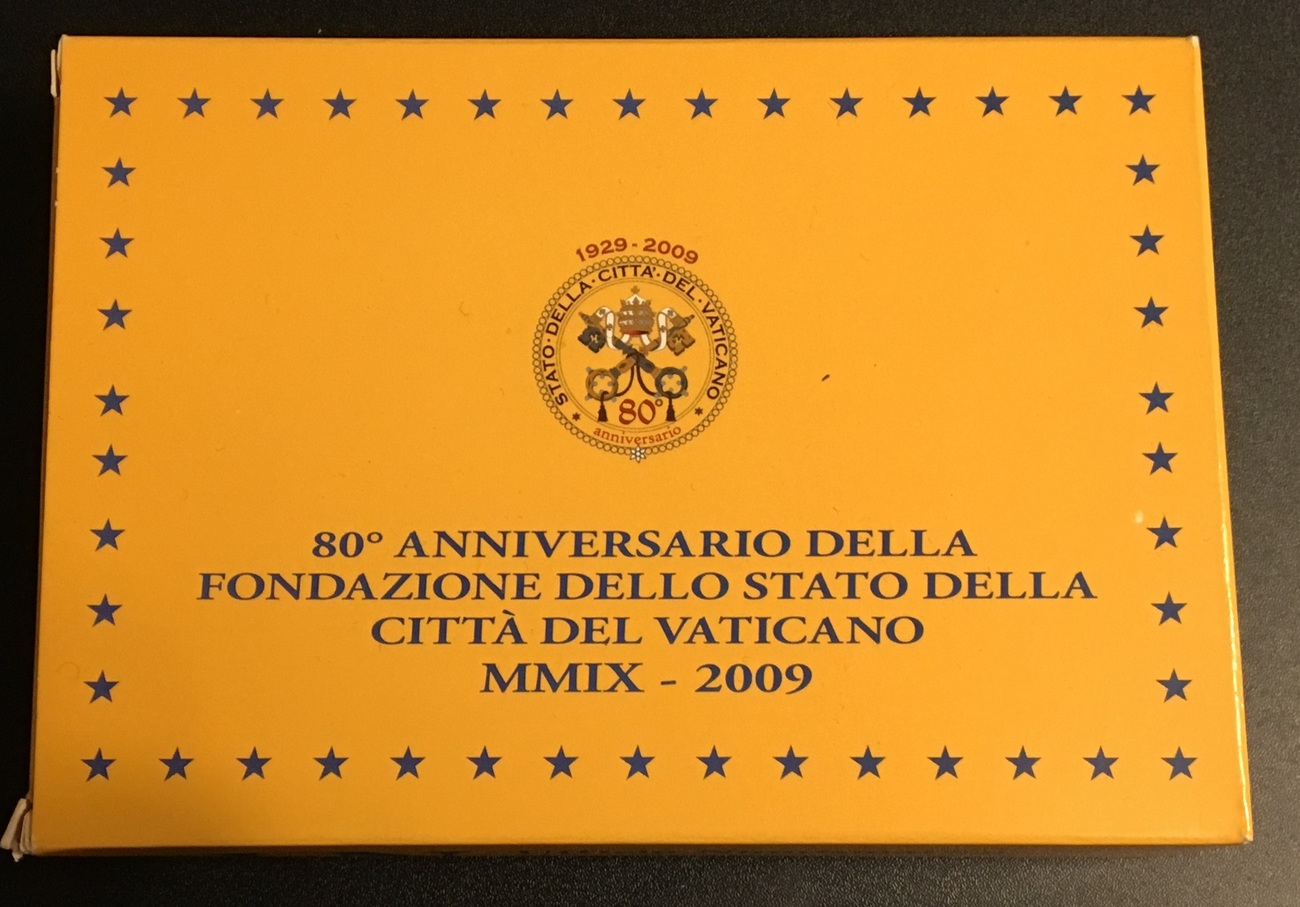 1929 - 2009
STATO · DELLA · CITTA' · DEL · VATICANO
80°
anniversario
80° ANNIVERSARIO DELLA
FONDAZIONE DELLO STATO DELLA
CITTÀ DEL VATICANO
MMIX - 2009